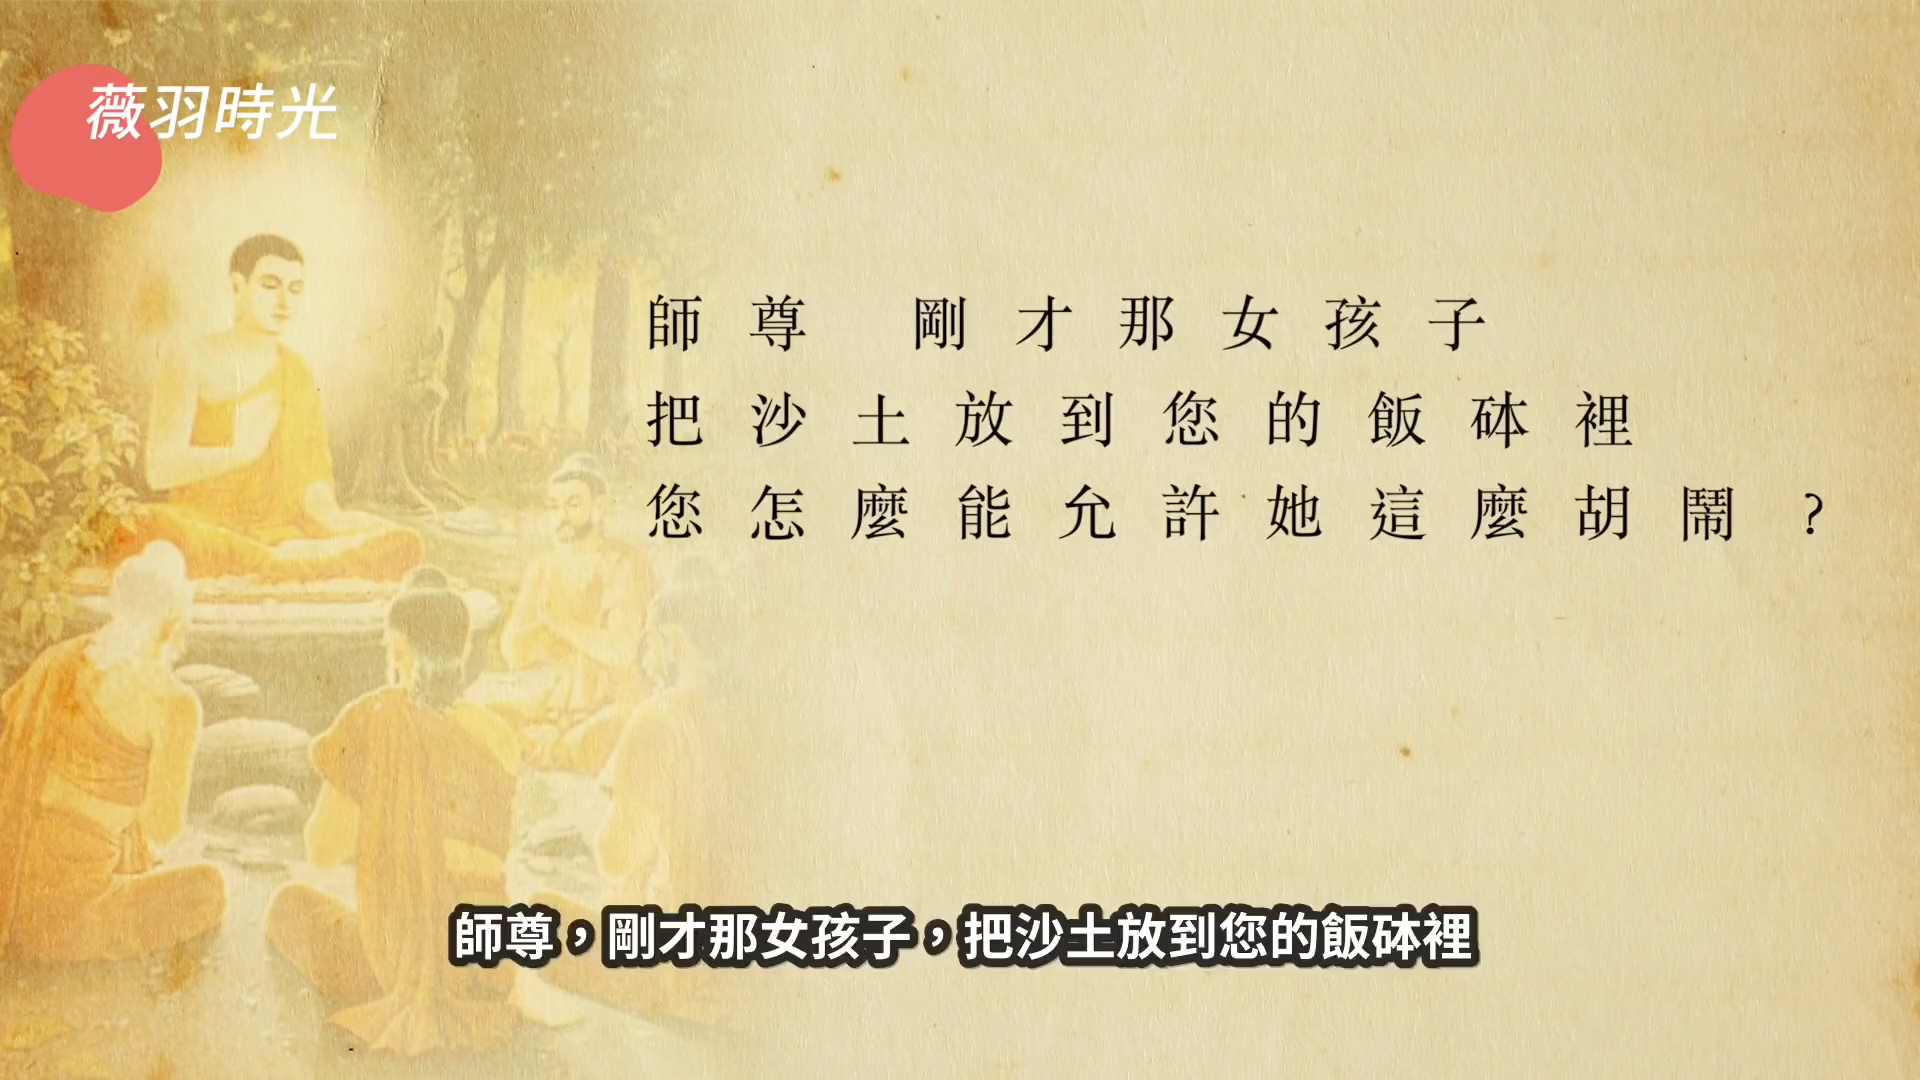 薇羽時光
師尊 剛才那女孩子
把沙土放到您的飯砵裡
您怎麼能允許她這麼胡鬧?
師尊,剛才那女孩子,把沙土放到您的飯砵裡